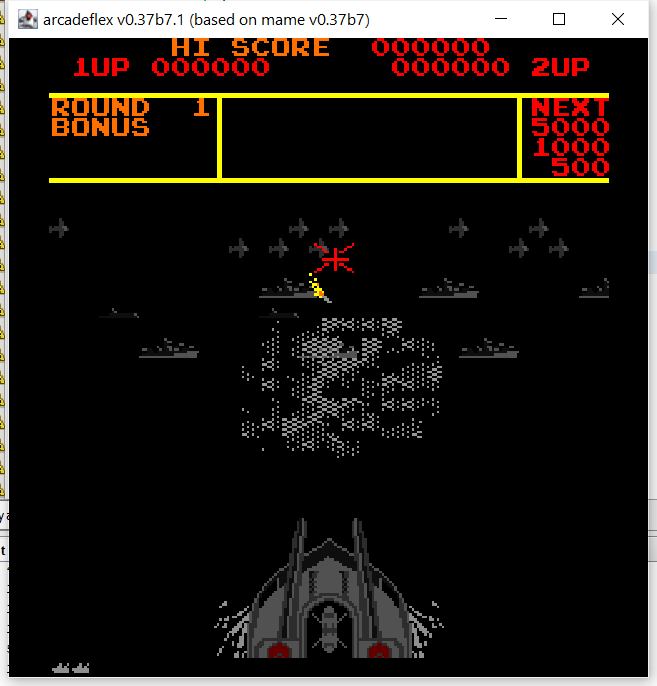 arcadeflex v0.37b7.1 (based on mame v0.37b7)
HI SCORE 000000
1UP 000000 000000 2UP
ROUND 1 NEXT
BONUS 5000
1000
500